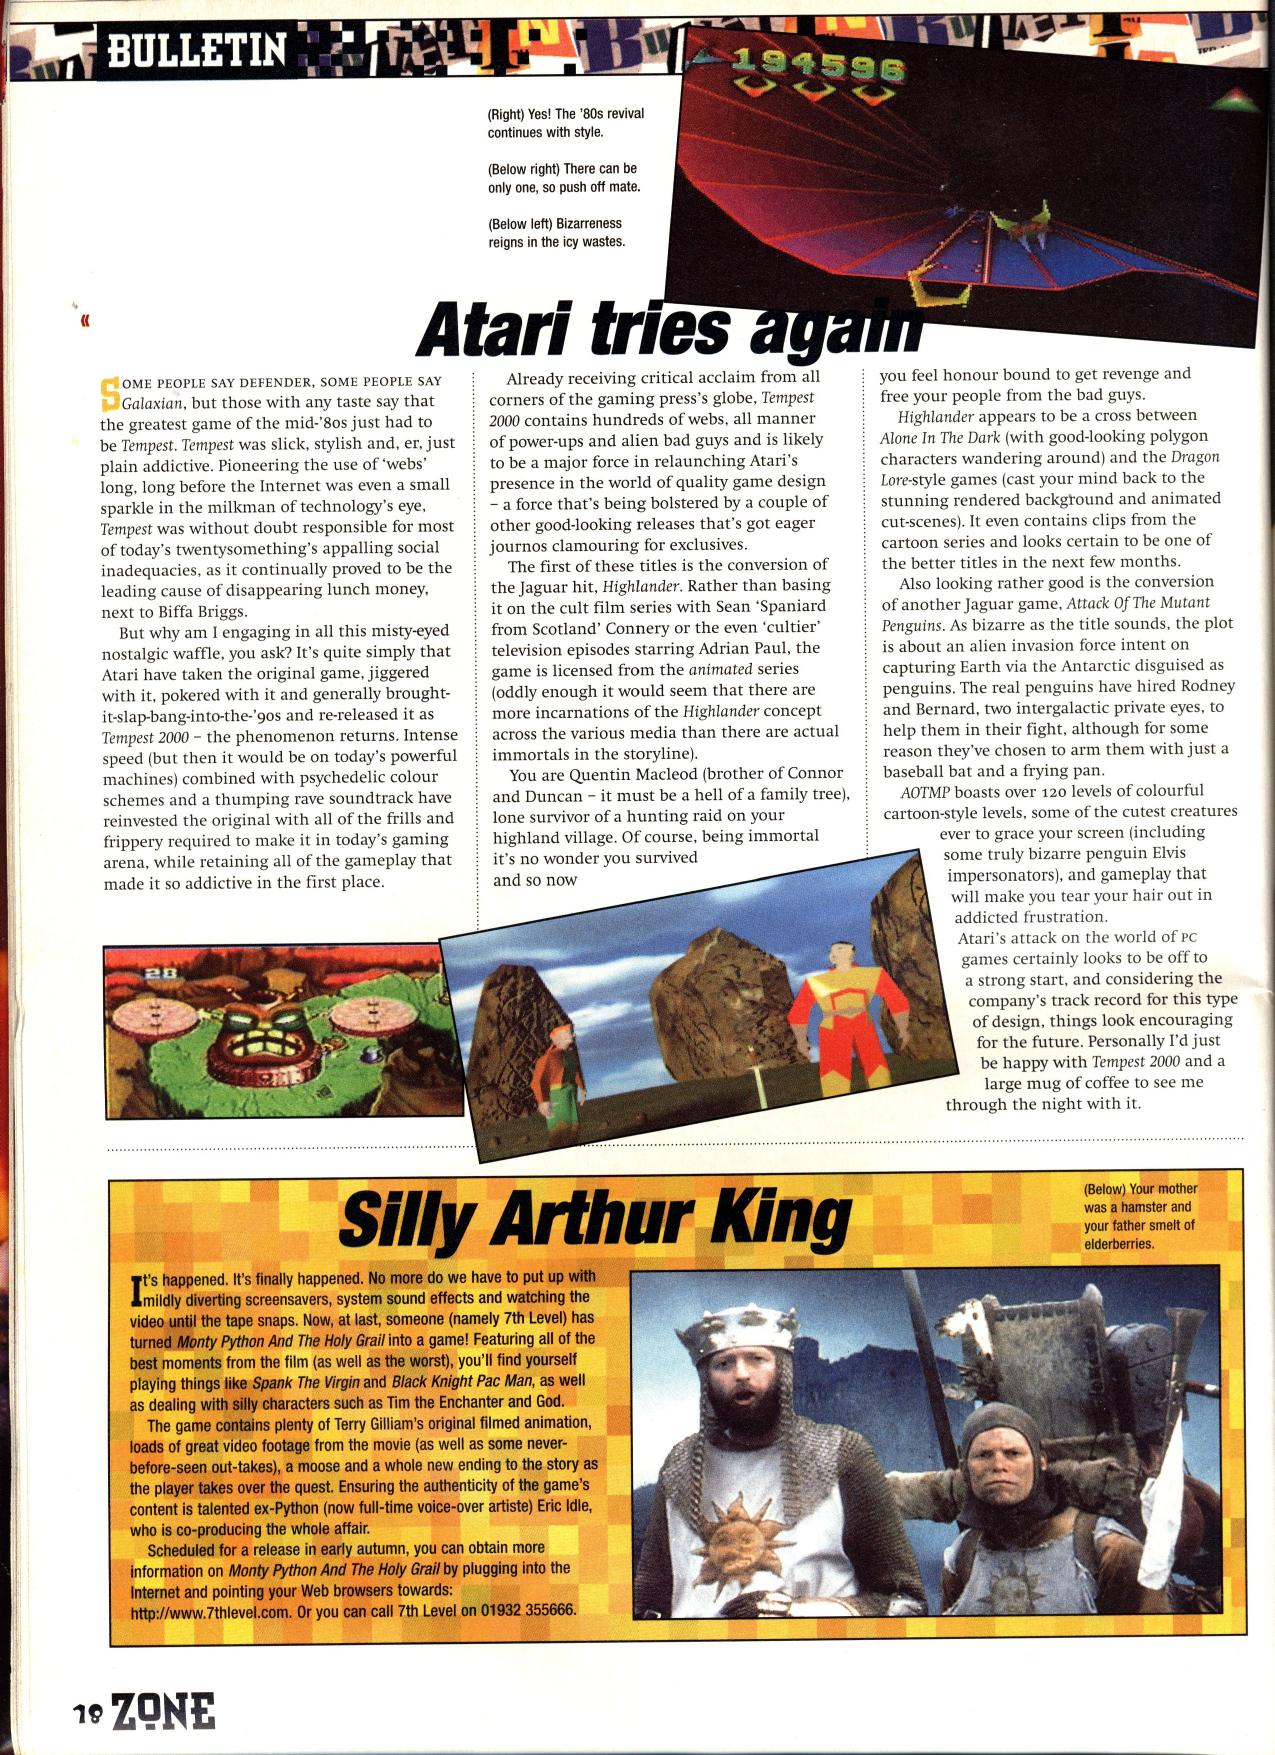 BULLETIN
194596
(Right) Yes! The '80s revival
continues with style.
(Below right) There can be
only one, so push off mate.
(Below left) Bizarreness
reigns in the icy wastes.
«
Atari tries again
SOME PEOPLE SAY DEFENDER, SOME PEOPLE SAY
Galaxian, but those with any taste say that
the greatest game of the mid-'80s just had to
be Tempest. Tempest was slick, stylish and, er, just
plain addictive. Pioneering the use of 'webs'
long, long before the Internet was even a small
sparkle in the milkman of technology's eye,
Tempest was without doubt responsible for most
of today's twentysomething's appalling social
inadequacies, as it continually proved to be the
leading cause of disappearing lunch money,
next to Biffa Briggs.
But why am I engaging in all this misty-eyed
nostalgic waffle, you ask? It's quite simply that
Atari have taken the original game, jiggered
with it, pokered with it and generally brought-
it-slap-bang-into-the-'90s and re-released it as
Tempest 2000 – the phenomenon returns. Intense
speed (but then it would be on today's powerful
machines) combined with psychedelic colour
schemes and a thumping rave soundtrack have
reinvested the original with all of the frills and
frippery required to make it in today's gaming
arena, while retaining all of the gameplay that
made it so addictive in the first place.
Already receiving critical acclaim from all
corners of the gaming press's globe, Tempest
2000 contains hundreds of webs, all manner
of power-ups and alien bad guys and is likely
to be a major force in relaunching Atari's
presence in the world of quality game design
– a force that's being bolstered by a couple of
other good-looking releases that's got eager
journos clamouring for exclusives.
The first of these titles is the conversion of
the Jaguar hit, Highlander. Rather than basing
it on the cult film series with Sean 'Spaniard
from Scotland' Connery or the even 'cultier'
television episodes starring Adrian Paul, the
game is licensed from the animated series
(oddly enough it would seem that there are
more incarnations of the Highlander concept
across the various media than there are actual
immortals in the storyline).
You are Quentin Macleod (brother of Connor
and Duncan – it must be a hell of a family tree),
lone survivor of a hunting raid on your
highland village. Of course, being immortal
it's no wonder you survived
and so now
you feel honour bound to get revenge and
free your people from the bad guys.
Highlander appears to be a cross between
Alone In The Dark (with good-looking polygon
characters wandering around) and the Dragon
Lore-style games (cast your mind back to the
stunning rendered background and animated
cut-scenes). It even contains clips from the
cartoon series and looks certain to be one of
the better titles in the next few months.
Also looking rather good is the conversion
of another Jaguar game, Attack Of The Mutant
Penguins. As bizarre as the title sounds, the plot
is about an alien invasion force intent on
capturing Earth via the Antarctic disguised as
penguins. The real penguins have hired Rodney
and Bernard, two intergalactic private eyes, to
help them in their fight, although for some
reason they've chosen to arm them with just a
baseball bat and a frying pan.
AOTMP boasts over 120 levels of colourful
cartoon-style levels, some of the cutest creatures
ever to grace your screen (including
some truly bizarre penguin Elvis
impersonators), and gameplay that
will make you tear your hair out in
addicted frustration.
Atari's attack on the world of PC
games certainly looks to be off to
a strong start, and considering the
company's track record for this type
of design, things look encouraging
for the future. Personally I'd just
be happy with Tempest 2000 and a
large mug of coffee to see me
through the night with it.
28
Silly Arthur King
(Below) Your mother
was a hamster and
your father smelt of
elderberries.
It's happened. It's finally happened. No more do we have to put up with
mildly diverting screensavers, system sound effects and watching the
video until the tape snaps. Now, at last, someone (namely 7th Level) has
turned Monty Python And The Holy Grail into a game! Featuring all of the
best moments from the film (as well as the worst), you'll find yourself
playing things like Spank The Virgin and Black Knight Pac Man, as well
as dealing with silly characters such as Tim the Enchanter and God.
The game contains plenty of Terry Gilliam's original filmed animation,
loads of great video footage from the movie (as well as some never-
before-seen out-takes), a moose and a whole new ending to the story as
the player takes over the quest. Ensuring the authenticity of the game's
content is talented ex-Python (now full-time voice-over artiste) Eric Idle,
who is co-producing the whole affair.
Scheduled for a release in early autumn, you can obtain more
information on Monty Python And The Holy Grail by plugging into the
Internet and pointing your Web browsers towards:
http://www.7thlevel.com. Or you can call 7th Level on 01932 355666.
18 ZONE